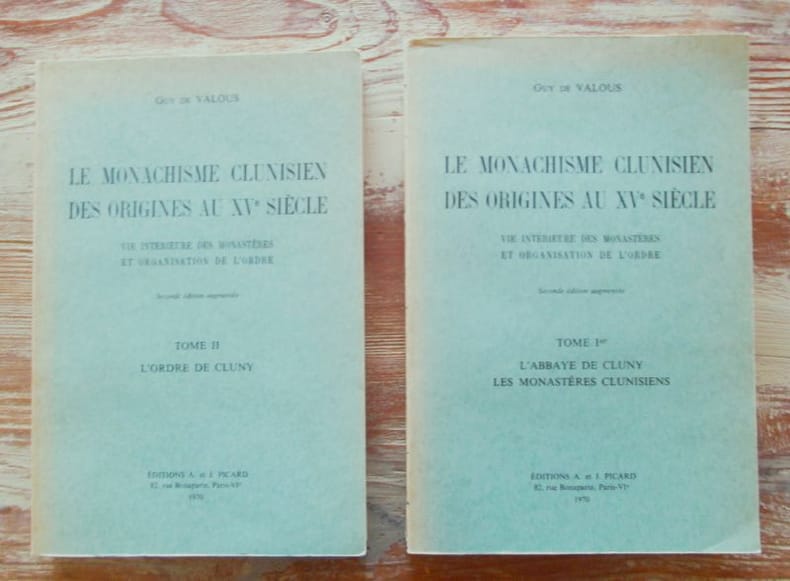 GUY DE VALOUS
LE MONACHISME CLUNISIEN
DES ORIGINES AU XVe SIÈCLE
VIE INTÉRIEURE DES MONASTÈRES
ET ORGANISATION DE L'ORDRE
Seconde édition augmentée
TOME II
L'ORDRE DE CLUNY
ÉDITIONS A. et J. PICARD
82, rue Bonaparte, Paris-VIe
1970
GUY DE VALOUS
LE MONACHISME CLUNISIEN
DES ORIGINES AU XVe SIÈCLE
VIE INTÉRIEURE DES MONASTÈRES
ET ORGANISATION DE L'ORDRE
Seconde édition augmentée
TOME Ier
L'ABBAYE DE CLUNY
LES MONASTÈRES CLUNISIENS
ÉDITIONS A. et J. PICARD
82, rue Bonaparte, Paris-VIe
1970